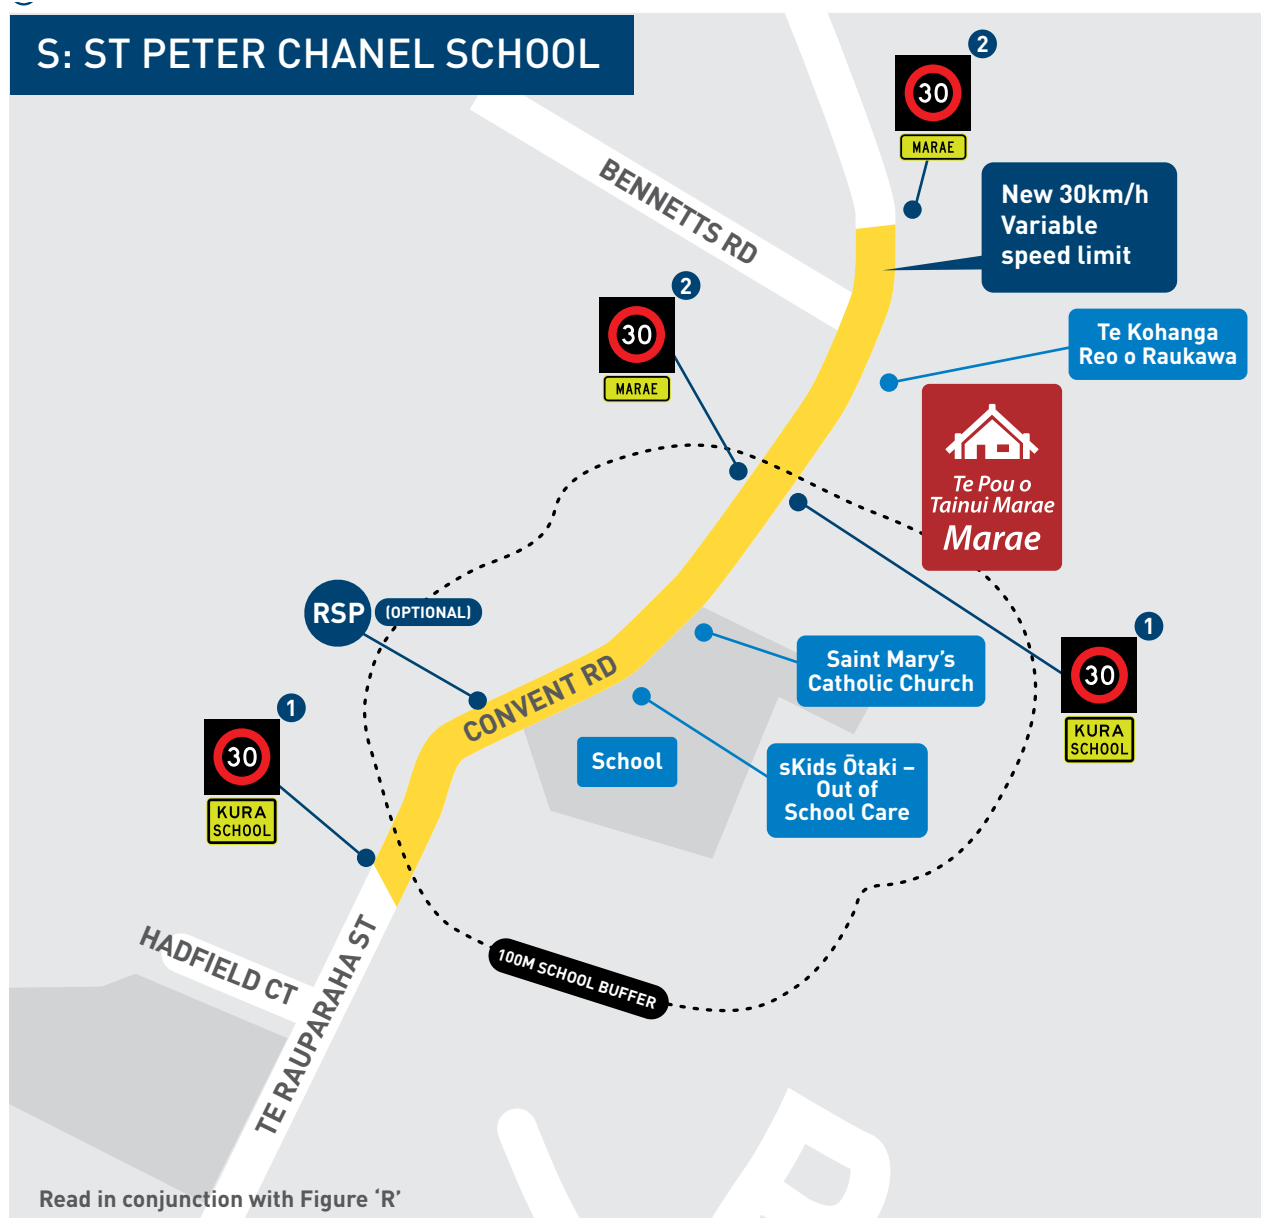 S: ST PETER CHANEL SCHOOL
2
30
MARAE
BENNETTS RD
New 30km/h
Variable
speed limit
2
30
MARAE
Te Kohanga
Reo o Raukawa
Te Pou o
Tainui Marae
Marae
RSP
(OPTIONAL)
Saint Mary's
Catholic Church
1
30
KURA
SCHOOL
CONVENT RD
1
30
KURA
SCHOOL
School
sKids Ōtaki –
Out of
School Care
HADFIELD CT
TE RAUPARAHA ST
100M SCHOOL BUFFER
Read in conjunction with Figure ‘R’